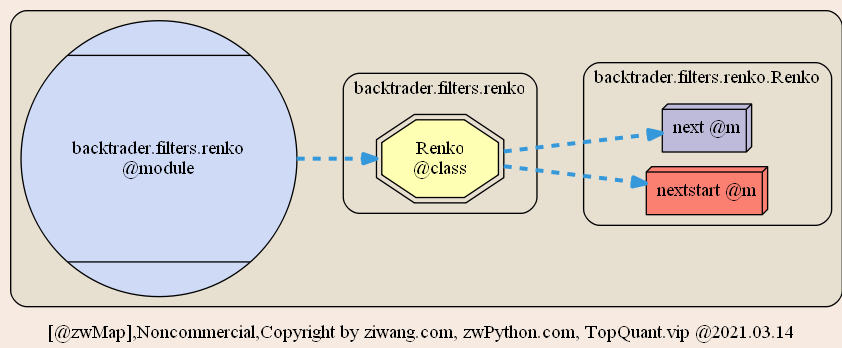 backtrader.filters.renko
@module
backtrader.filters.renko
Renko
@class
backtrader.filters.renko.Renko
next @m
nextstart @m
[@zwMap],Noncommercial,Copyright by ziwang.com, zwPython.com, TopQuant.vip @2021.03.14